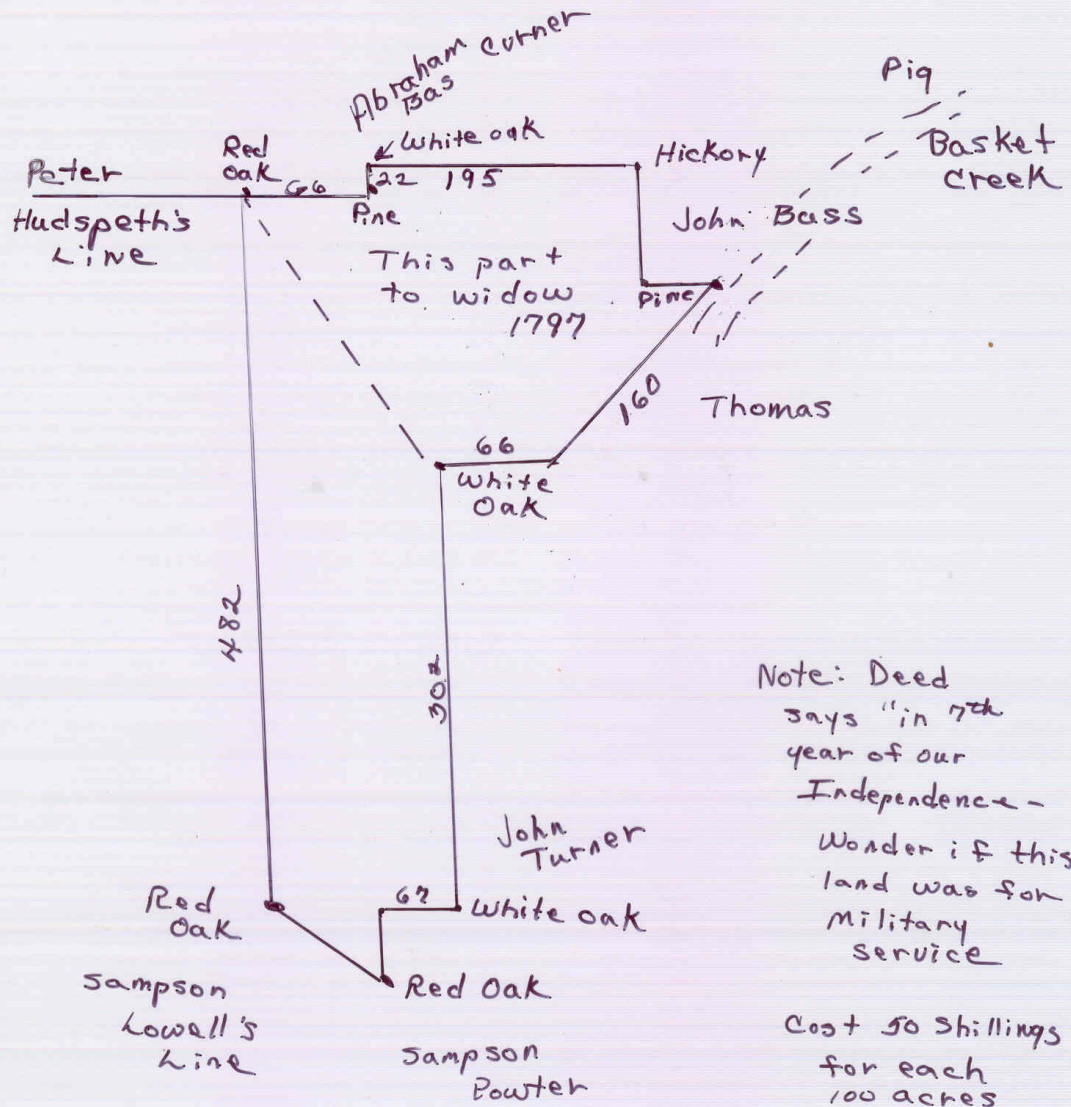 Abraham Corner
Bas
Pig
Basket
Creek
White oak
Red
oak
Peter
Hudspeth's
Line
66
22 195
Pine
Hickory
John Bass
This part
to widow
1797
Pine
160
Thomas
66
White
Oak
482
302
John
Turner
67
White oak
Red
Oak
Red Oak
Sampson
Lowell's
Line
Sampson
Note: Deed
says "in 7th
year of our
Independence -
Wonder if this
land was for
Military
service
Cost 50 Shillings
for each
100 acres